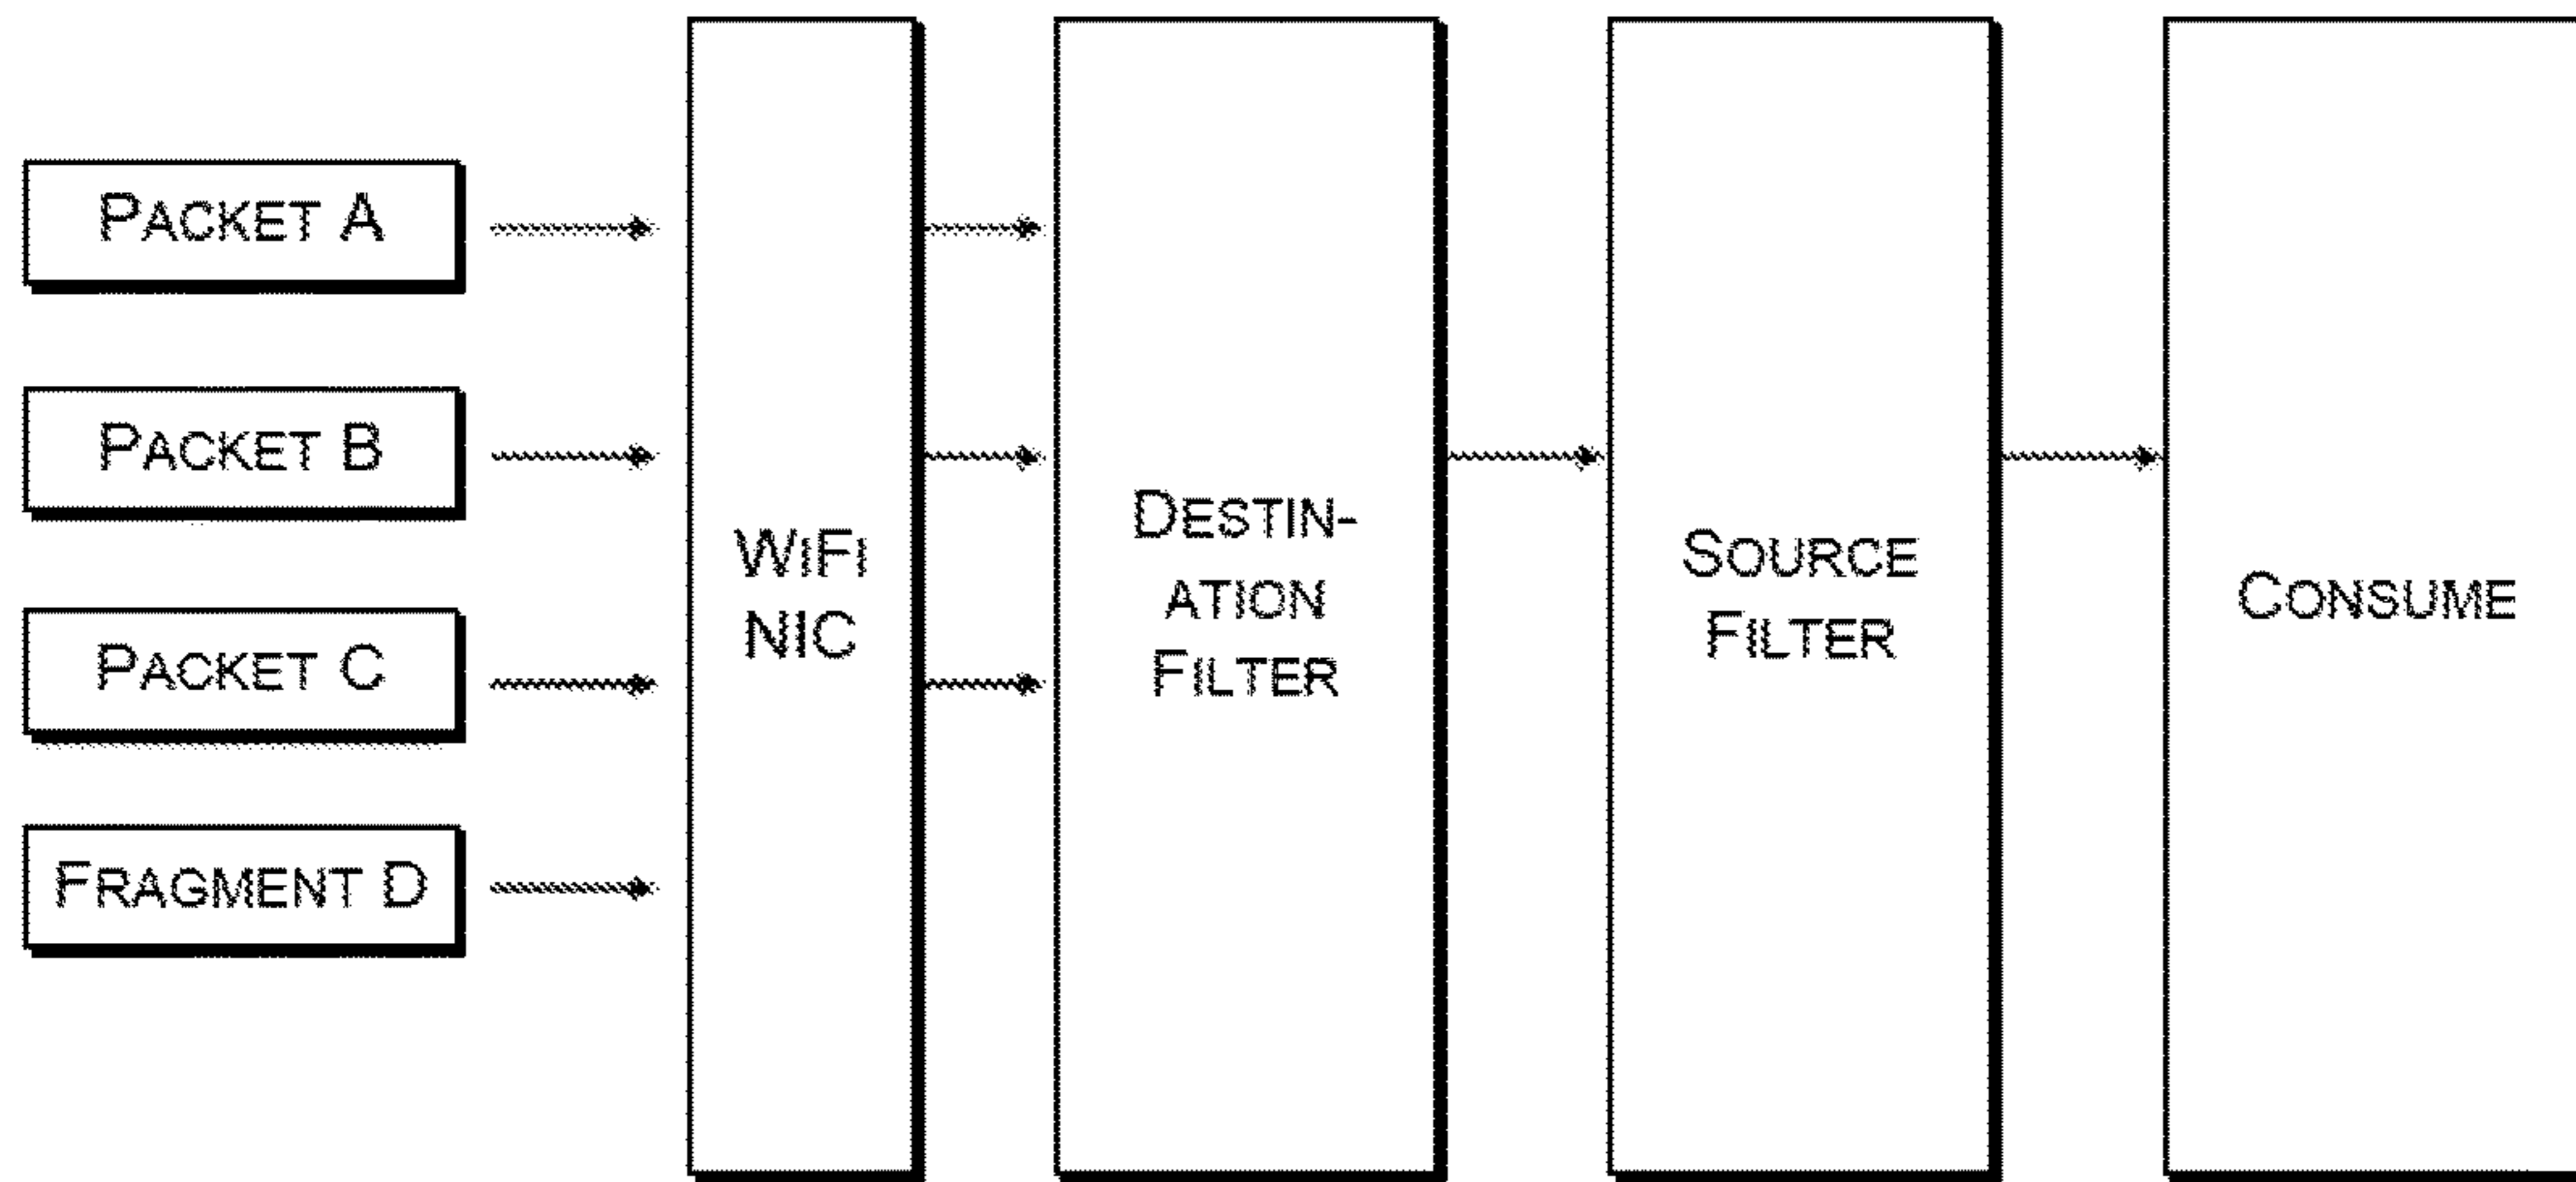 PACKET A
PACKET B
PACKET C
FRAGMENT D
WIFI
NIC
DESTIN-
ATION
FILTER
SOURCE
FILTER
CONSUME